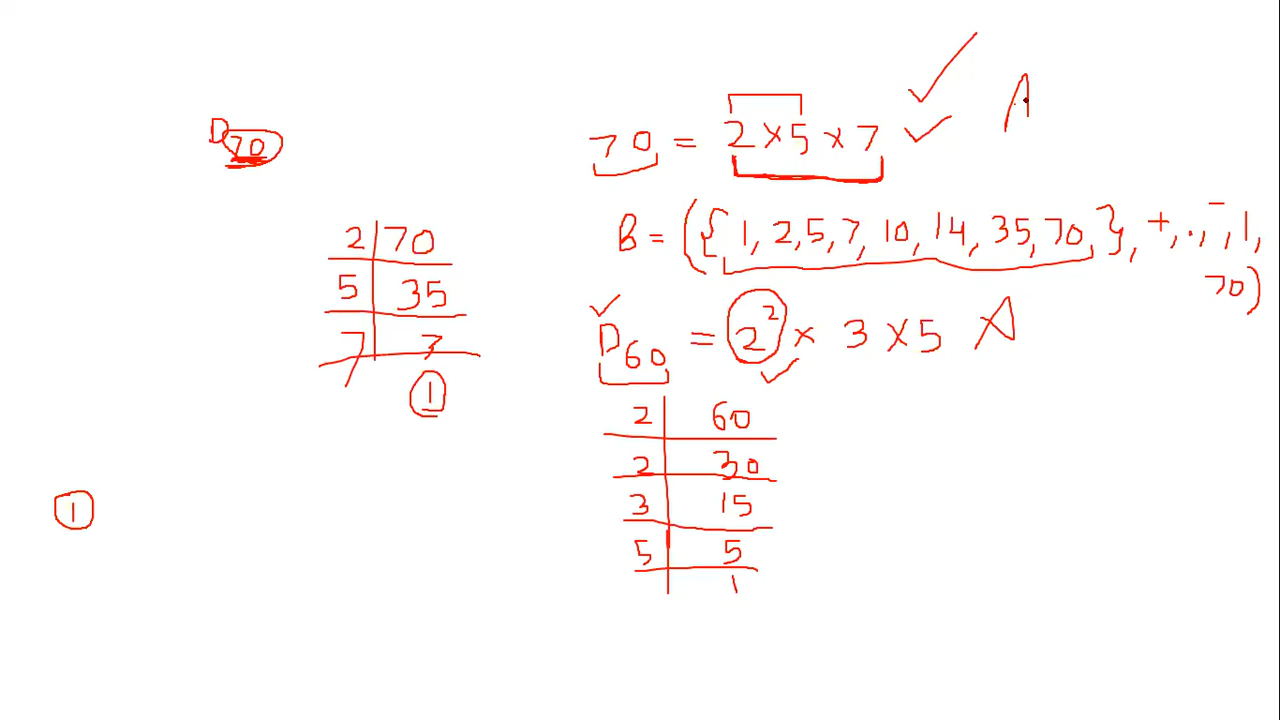 D70
70 = 2 × 5 × 7 ✓ ✓ A
2 | 70
5 | 35
7 | 7
1
B = ({1, 2, 5, 7, 10, 14, 35, 70}, +, ., ‾, 1,
70)
✓
D60 = 2² × 3 × 5 A
✓
2 | 60
2 | 30
3 | 15
5 | 5
1
1